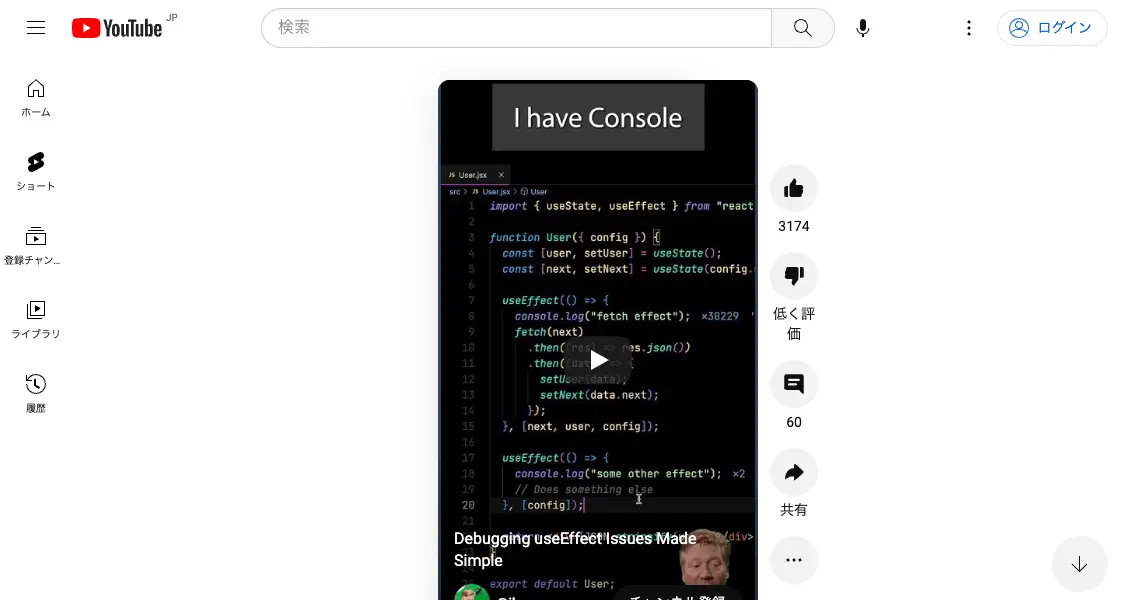 YouTube JP
検索
ログイン
ホーム
ショート
登録チャン...
ライブラリ
履歴
I have Console
JS User.jsx ×
src > JS User.jsx > User
1 import { useState, useEffect } from "react
2
3 function User({ config }) {
4 const [user, setUser] = useState();
5 const [next, setNext] = useState(config.
6
7 useEffect(() => {
8 console.log("fetch effect"); ×30229 '
9 fetch(next)
10 .then((res) => res.json())
11 .then((data) => {
12 setUser(data);
13 setNext(data.next);
14 });
15 }, [next, user, config]);
16
17 useEffect(() => {
18 console.log("some other effect"); ×2
19 // Does something else
20 }, [config]);
21
/div>
Debugging useEffect Issues Made
Simple
export default User;
チャンネル登録
3174
低く評
価
60
共有